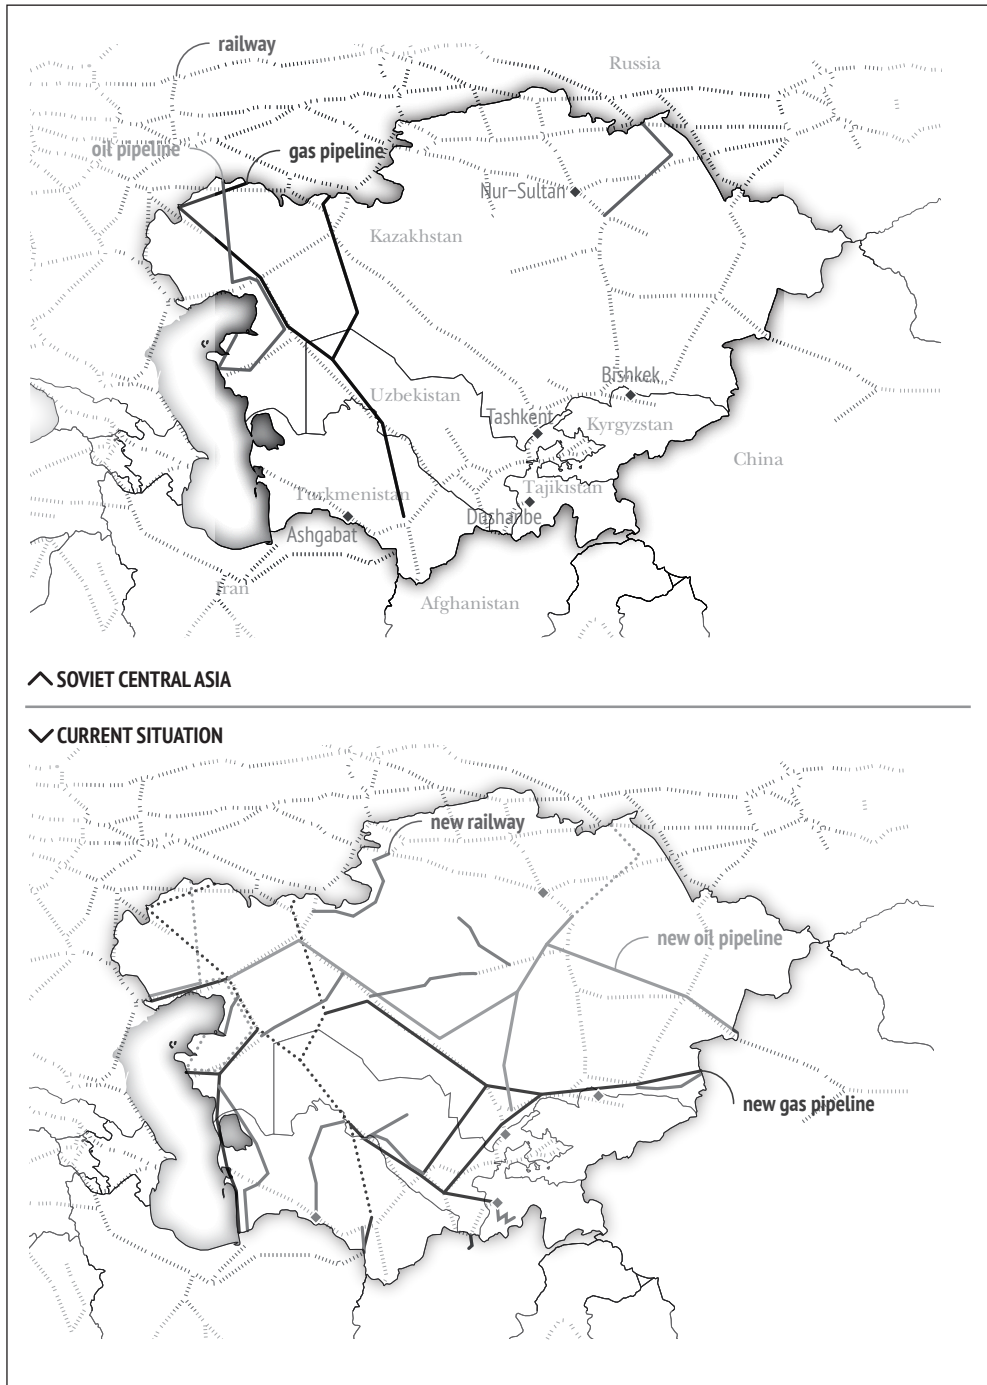 railway
Russia
oil pipeline
gas pipeline
Nur-Sultan
Kazakhstan
Bishkek
Uzbekistan
Tashkent
Kyrgyzstan
China
Turkmenistan
Tajikistan
Dushanbe
Ashgabat
Iran
Afghanistan
SOVIET CENTRAL ASIA
CURRENT SITUATION
new railway
new oil pipeline
new gas pipeline